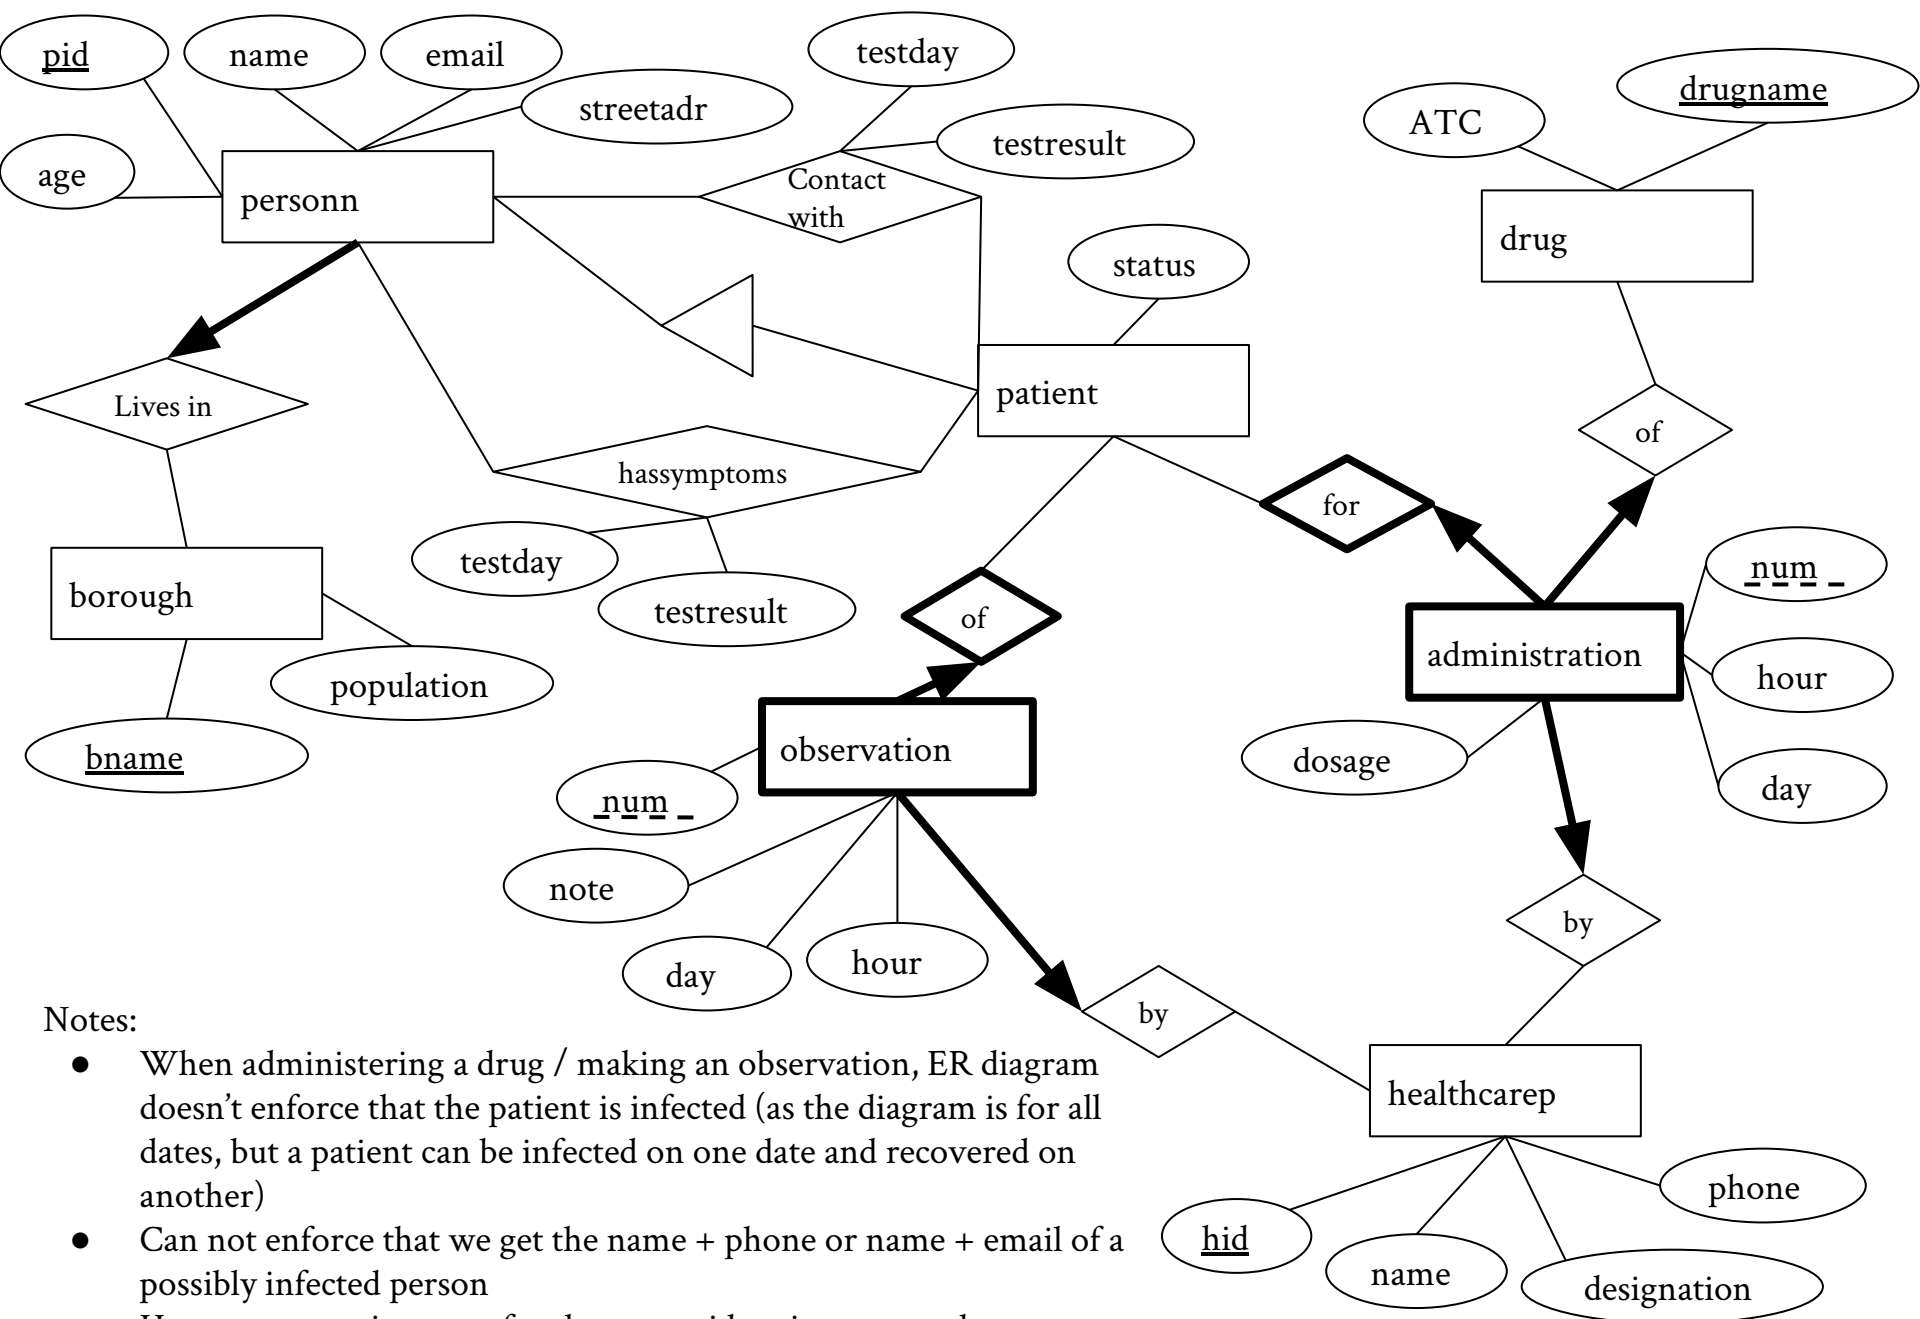 pid
name
email
testday
streetadr
drugname
ATC
testresult
age
Contact
with
personn
status
drug
Lives in
patient
of
hassymptoms
for
testday
num
borough
testresult
of
administration
hour
population
bname
observation
dosage
day
num
note
by
day
hour
by
Notes:
● When administering a drug / making an observation, ER diagram
doesn’t enforce that the patient is infected (as the diagram is for all
dates, but a patient can be infected on one date and recovered on
another)
● Can not enforce that we get the name + phone or name + email of a
possibly infected person
healthcarep
phone
hid
name
designation